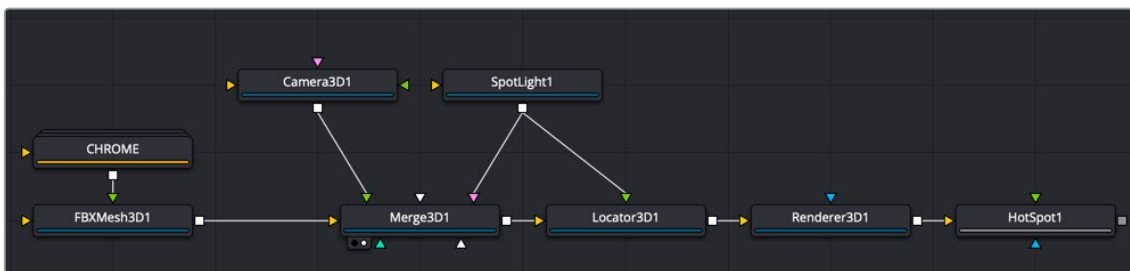 Camera3D1
SpotLight1
CHROME
FBXMesh3D1
Merge3D1
Locator3D1
Renderer3D1
HotSpot1